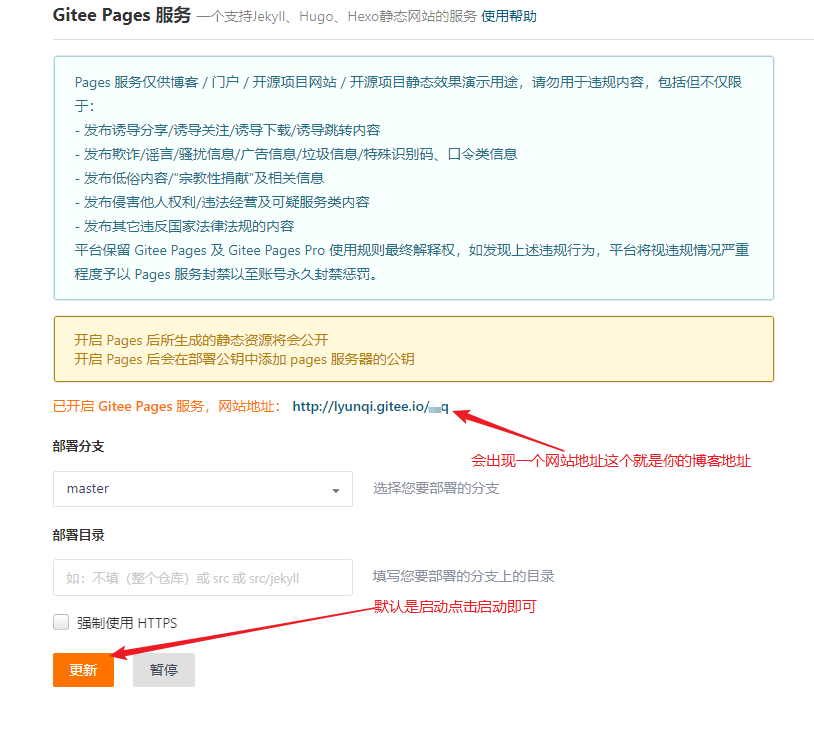 Gitee Pages 服务 一个支持Jekyll、Hugo、Hexo静态网站的服务 使用帮助
Pages 服务仅供博客 / 门户 / 开源项目网站 / 开源项目静态效果演示用途，请勿用于违规内容，包括但不仅限
于：
- 发布诱导分享/诱导关注/诱导下载/诱导跳转内容
- 发布欺诈/谣言/骚扰信息/广告信息/垃圾信息/特殊识别码、口令类信息
- 发布低俗内容/“宗教性捐献”及相关信息
- 发布侵害他人权利/违法经营及可疑服务类内容
- 发布其它违反国家法律法规的内容
平台保留 Gitee Pages 及 Gitee Pages Pro 使用规则最终解释权，如发现上述违规行为，平台将视违规情况严重
程度予以 Pages 服务封禁以至账号永久封禁惩罚。
开启 Pages 后所生成的静态资源将会公开
开启 Pages 后会在部署公钥中添加 pages 服务器的公钥
已开启 Gitee Pages 服务，网站地址： http://lyunqi.gitee.io/ q
会出现一个网站地址这个就是你的博客地址
部署分支
master 选择您要部署的分支
部署目录
如：不填（整个仓库）或 src 或 src/jekyll 填写您要部署的分支上的目录
默认是启动点击启动即可
强制使用 HTTPS
更新 暂停